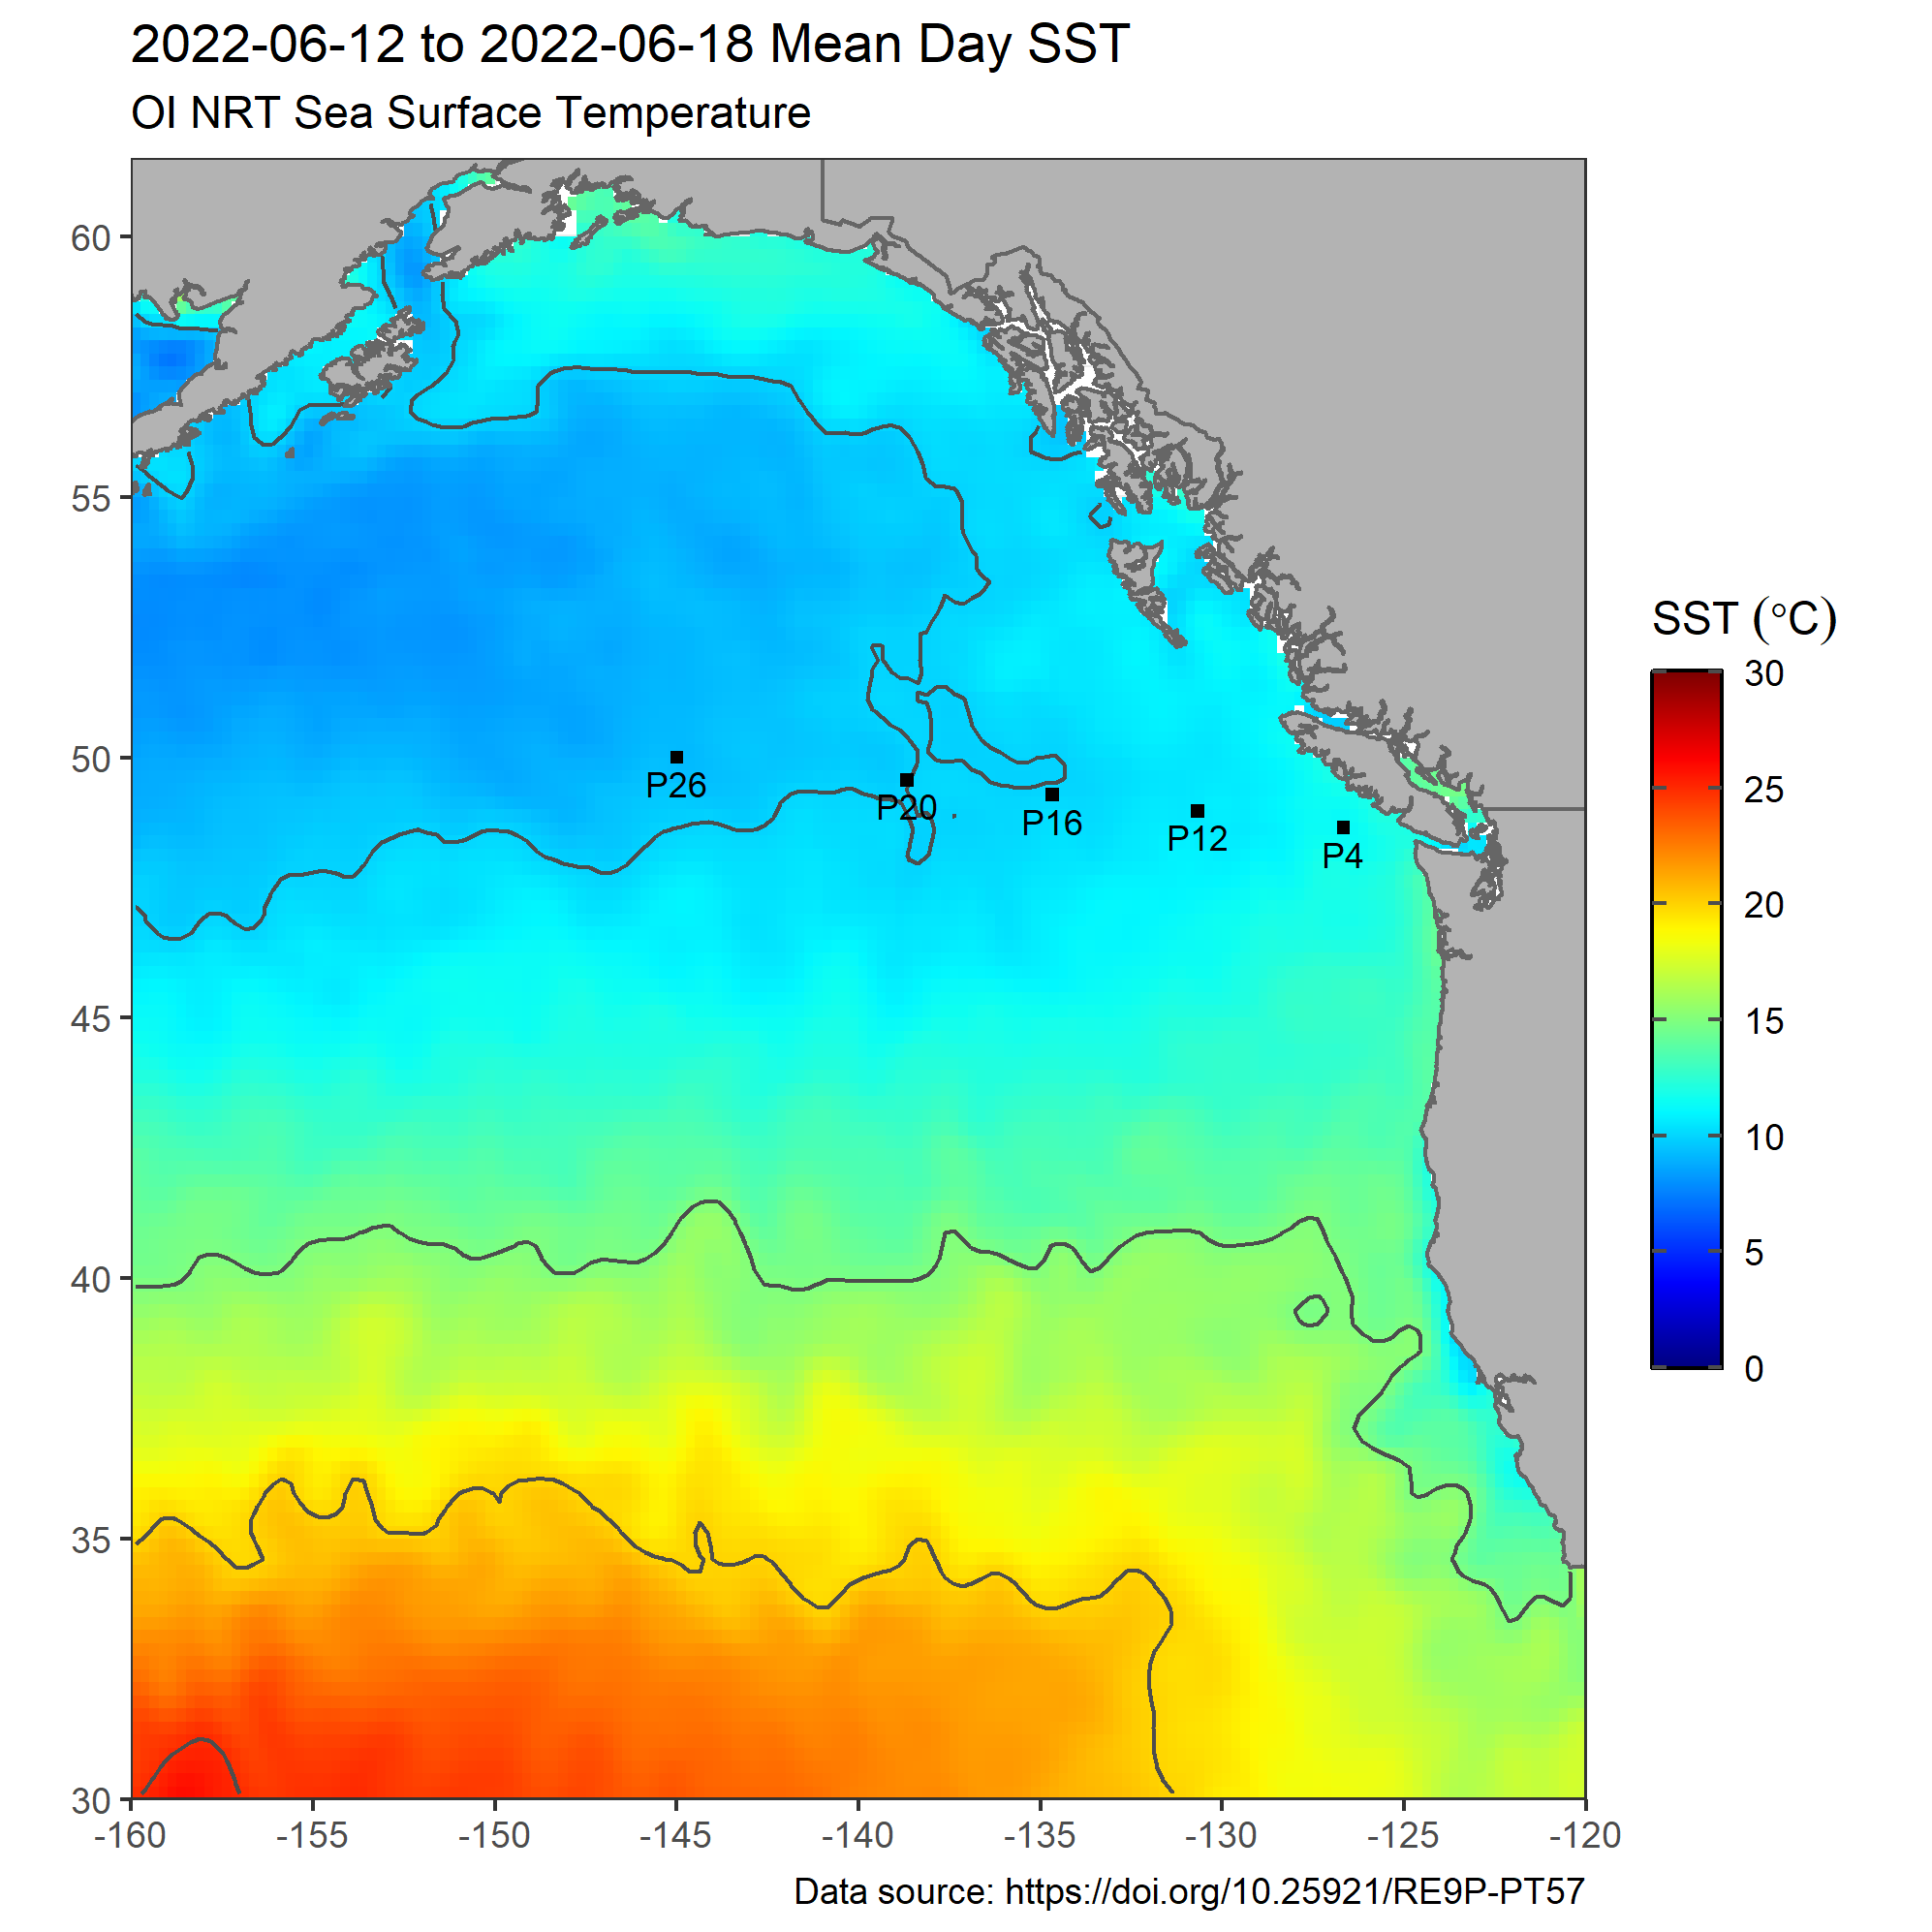 2022-06-12 to 2022-06-18 Mean Day SST
OI NRT Sea Surface Temperature
60
55
50
45
40
35
30
P26
P20
P16
P12
P4
-160
-155
-150
-145
-140
-135
-130
-125
-120
SST (°C)
30
25
20
15
10
5
0
Data source: https://doi.org/10.25921/RE9P-PT57